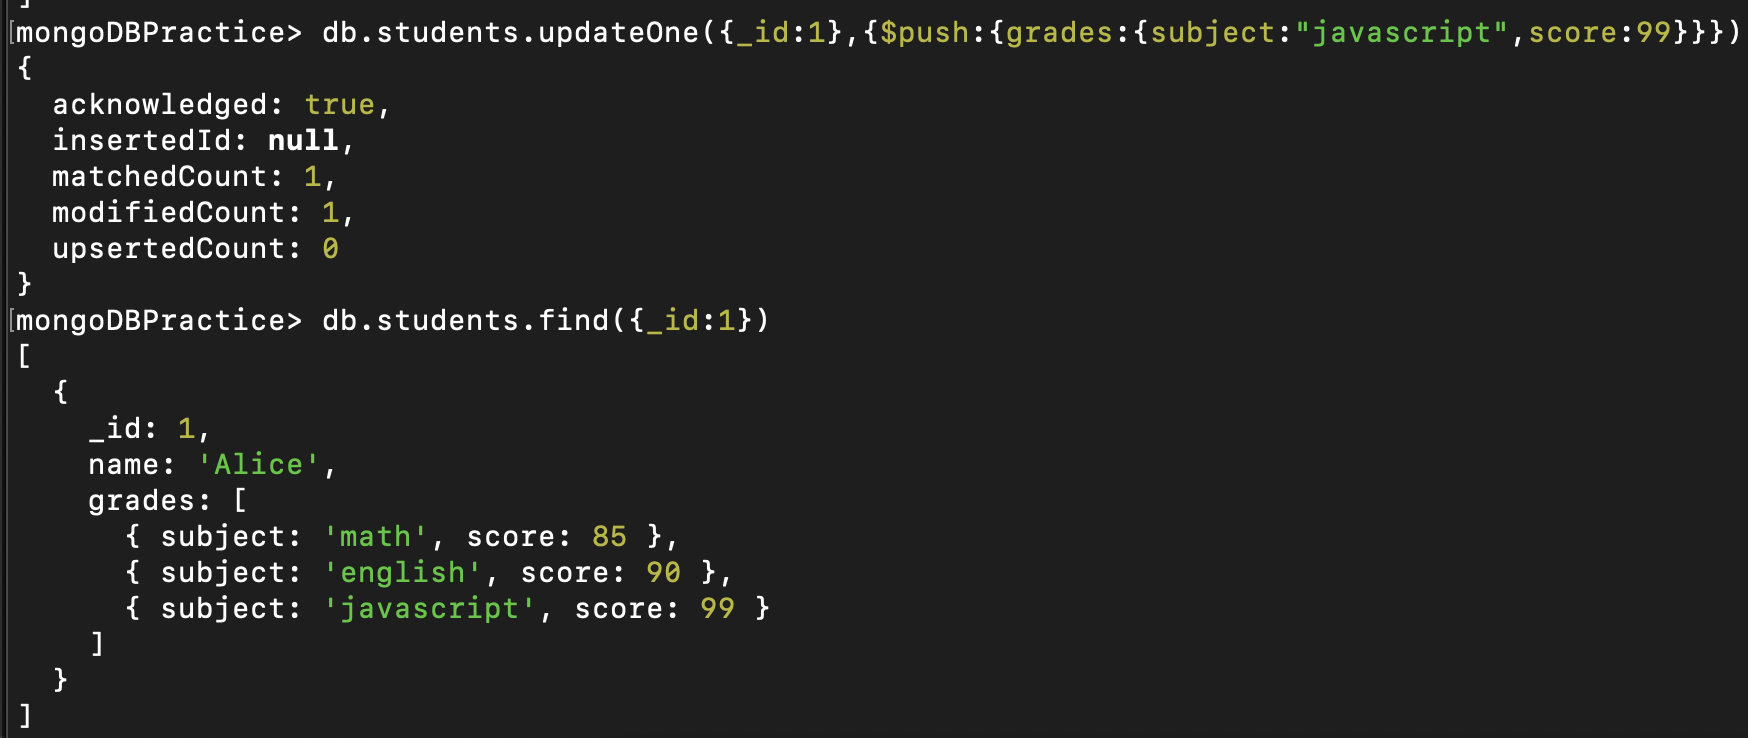 ]
[mongoDBPractice> db.students.updateOne({_id:1},{$push:{grades:{subject:"javascript",score:99}}})
{
  acknowledged: true,
  insertedId: null,
  matchedCount: 1,
  modifiedCount: 1,
  upsertedCount: 0
}
[mongoDBPractice> db.students.find({_id:1})
[
  {
    _id: 1,
    name: 'Alice',
    grades: [
      { subject: 'math', score: 85 },
      { subject: 'english', score: 90 },
      { subject: 'javascript', score: 99 }
    ]
  }
]